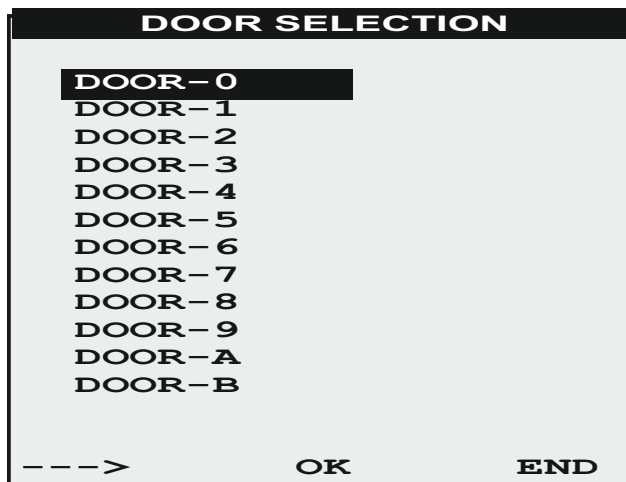 DOOR SELECTION
DOOR-0
DOOR-1
DOOR-2
DOOR-3
DOOR-4
DOOR-5
DOOR-6
DOOR-7
DOOR-8
DOOR-9
DOOR-A
DOOR-B
---> OK END